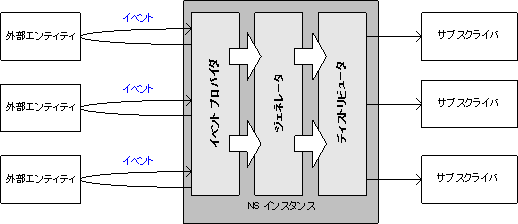 イベント
外部エンティティ
サブスクライバ
イベント
外部エンティティ
イベント プロバイダ
ジェネレータ
ディストリビュータ
サブスクライバ
イベント
外部エンティティ
サブスクライバ
NS インスタンス